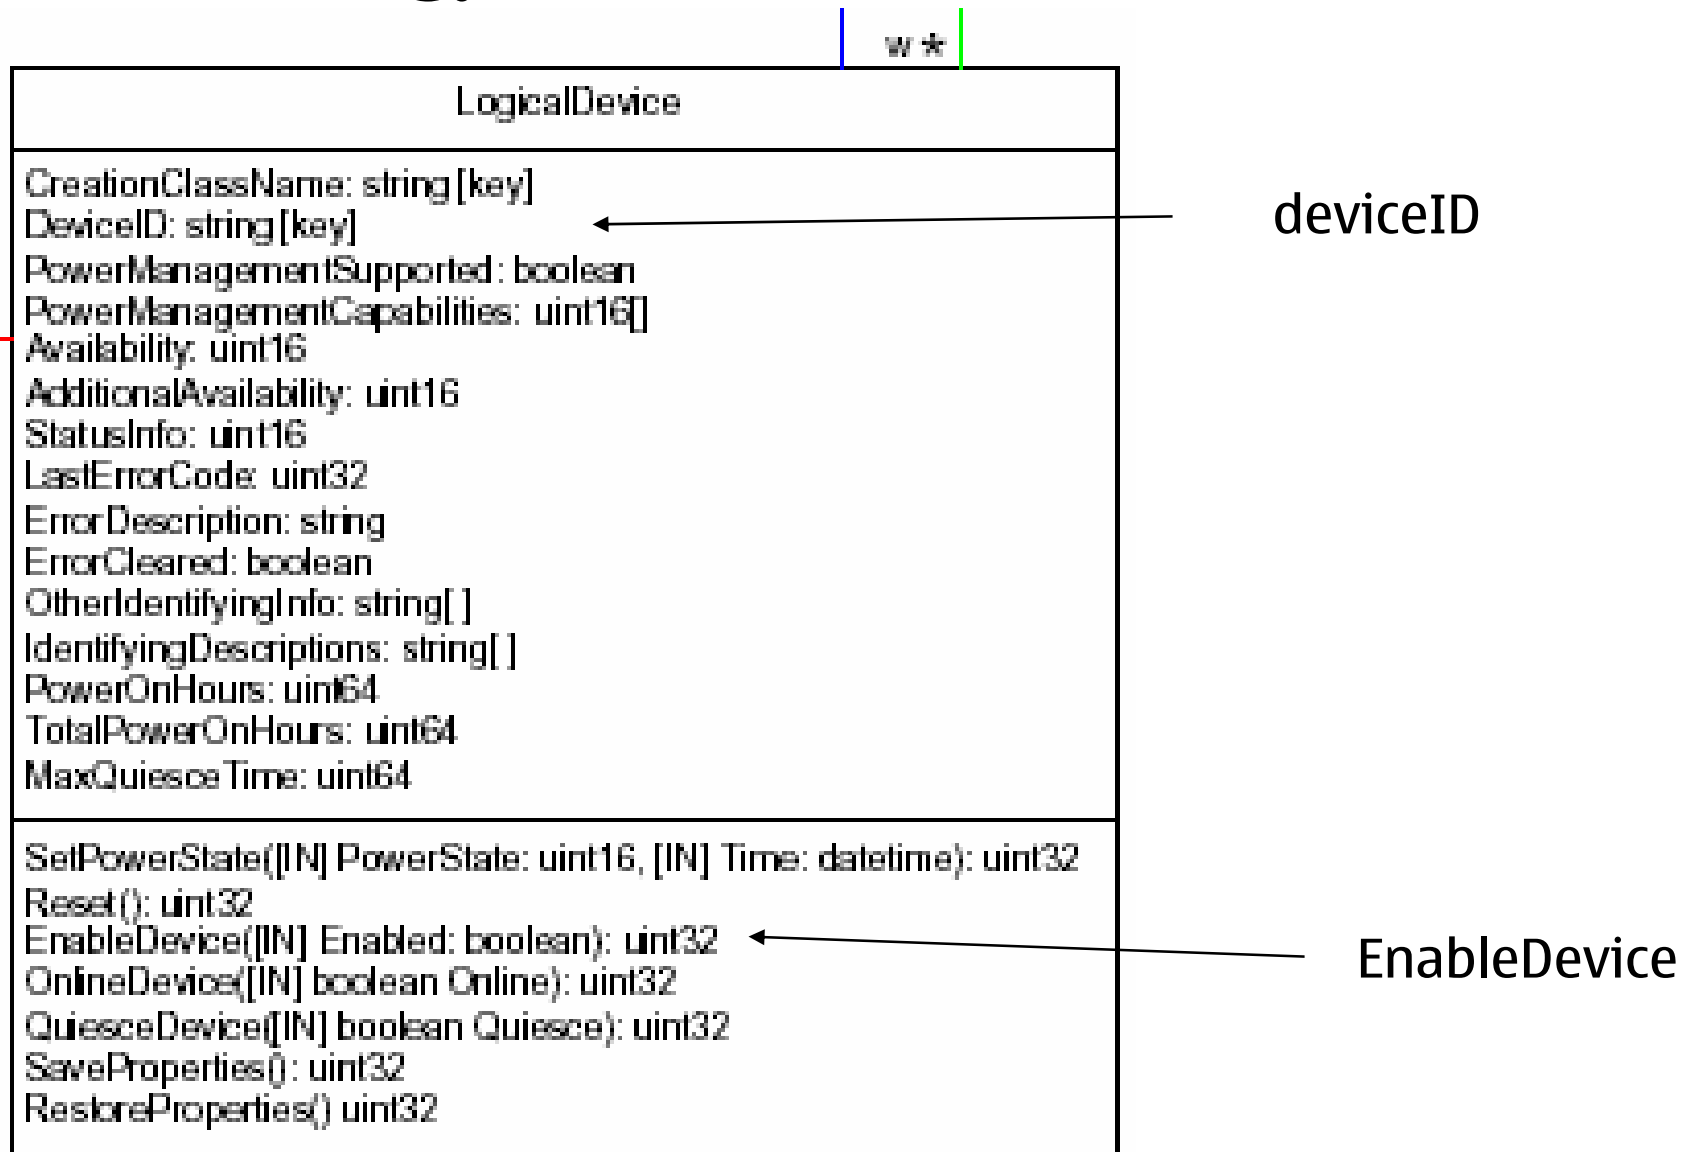 w *
LogicalDevice
CreationClassName: string [key]
DeviceID: string [key]
deviceID
PowerManagementSupported: boolean
PowerManagementCapabilities: uint16[]
Availability: uint16
AdditionalAvailability: uint16
StatusInfo: uint16
LastErrorCode: uint32
ErrorDescription: string
ErrorCleared: boolean
OtherIdentifyingInfo: string[ ]
IdentifyingDescriptions: string[ ]
PowerOnHours: uint64
TotalPowerOnHours: uint64
MaxQuiesceTime: uint64
SetPowerState([IN] PowerState: uint16, [IN] Time: datetime): uint32
Reset(): uint32
EnableDevice([IN] Enabled: boolean): uint32
EnableDevice
OnlineDevice([IN] boolean Online): uint32
QuiesceDevice([IN] boolean Quiesce): uint32
SaveProperties(): uint32
RestoreProperties() uint32